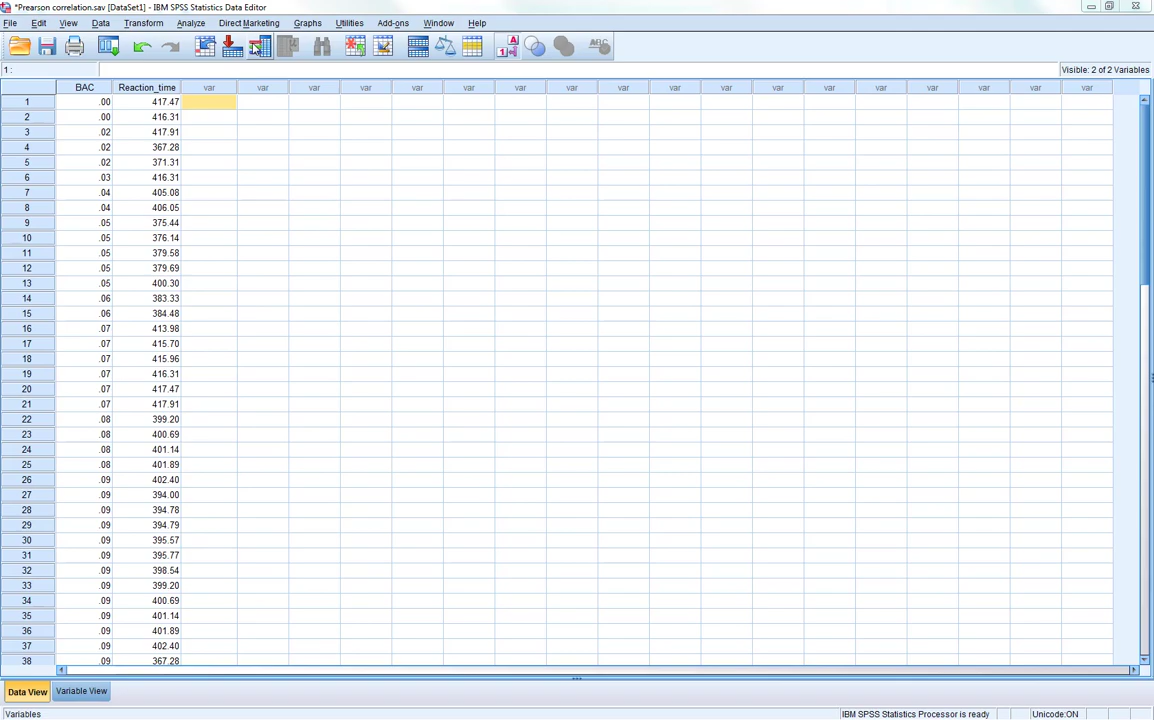 *Prearson correlation.sav [DataSet1] - IBM SPSS Statistics Data Editor
File Edit View Data Transform Analyze Direct Marketing Graphs Utilities Add-ons Window Help
A
1
ABC
1 :
Visible: 2 of 2 Variables
BAC Reaction_time var var var var var var var var var var var var var var var var var var
1 .00 417.47
2 .00 416.31
3 .02 417.91
4 .02 367.28
5 .02 371.31
6 .03 416.31
7 .04 405.08
8 .04 406.05
9 .05 375.44
10 .05 376.14
11 .05 379.58
12 .05 379.69
13 .05 400.30
14 .06 383.33
15 .06 384.48
16 .07 413.98
17 .07 415.70
18 .07 415.96
19 .07 416.31
20 .07 417.47
21 .07 417.91
22 .08 399.20
23 .08 400.69
24 .08 401.14
25 .08 401.89
26 .09 402.40
27 .09 394.00
28 .09 394.78
29 .09 394.79
30 .09 395.57
31 .09 395.77
32 .09 398.54
33 .09 399.20
34 .09 400.69
35 .09 401.14
36 .09 401.89
37 .09 402.40
38 .09 367.28
Data View Variable View
Variables
IBM SPSS Statistics Processor is ready
Unicode:ON